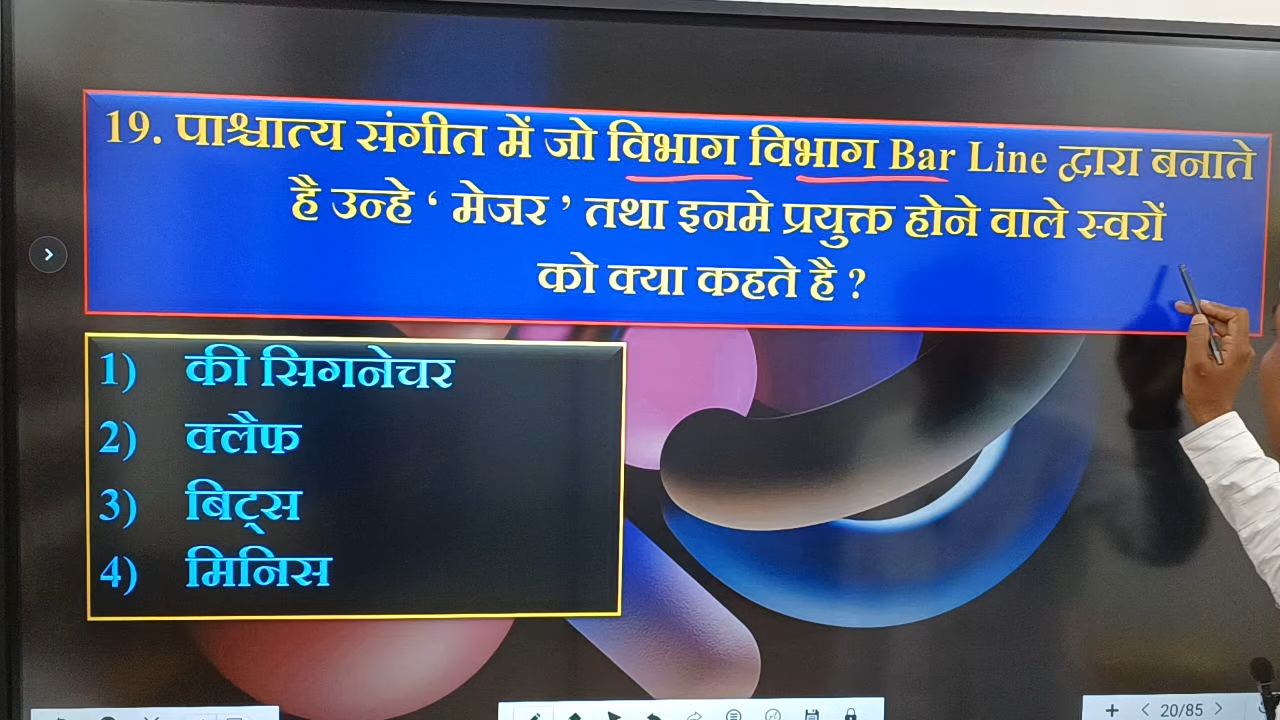 19. पाश्चात्य संगीत में जो विभाग विभाग Bar Line द्वारा बनाते
है उन्हे ‘ मेजर ’ तथा इनमे प्रयुक्त होने वाले स्वरों
को क्या कहते है ?
1) की सिगनेचर
2) क्लैफ
3) बिट्स
4) मिनिस
20/85